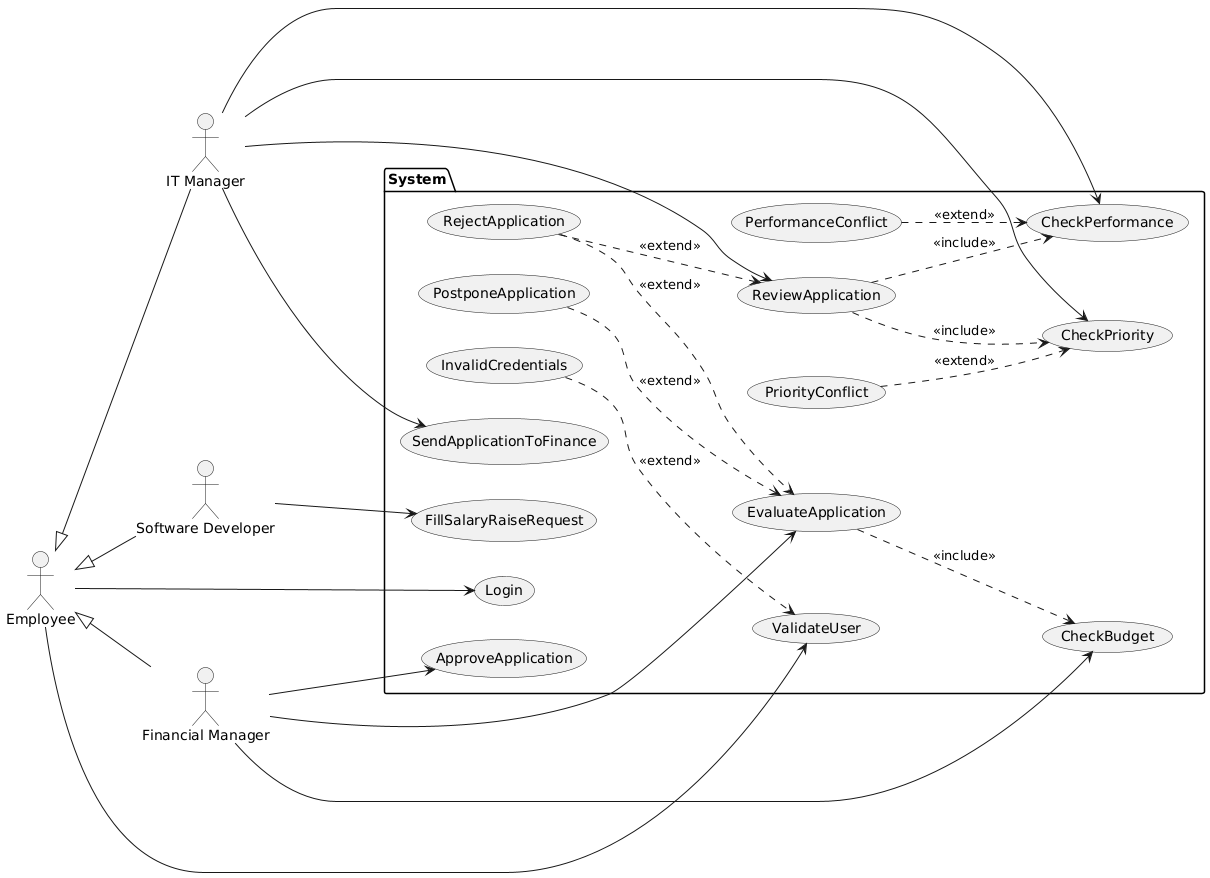 IT Manager
System
RejectApplication
PerformanceConflict
«extend»
CheckPerformance
«extend»
«include»
PostponeApplication
«extend»
ReviewApplication
«include»
CheckPriority
InvalidCredentials
«extend»
PriorityConflict
«extend»
SendApplicationToFinance
«extend»
Software Developer
FillSalaryRaiseRequest
EvaluateApplication
«include»
Employee
Login
ValidateUser
CheckBudget
ApproveApplication
Financial Manager